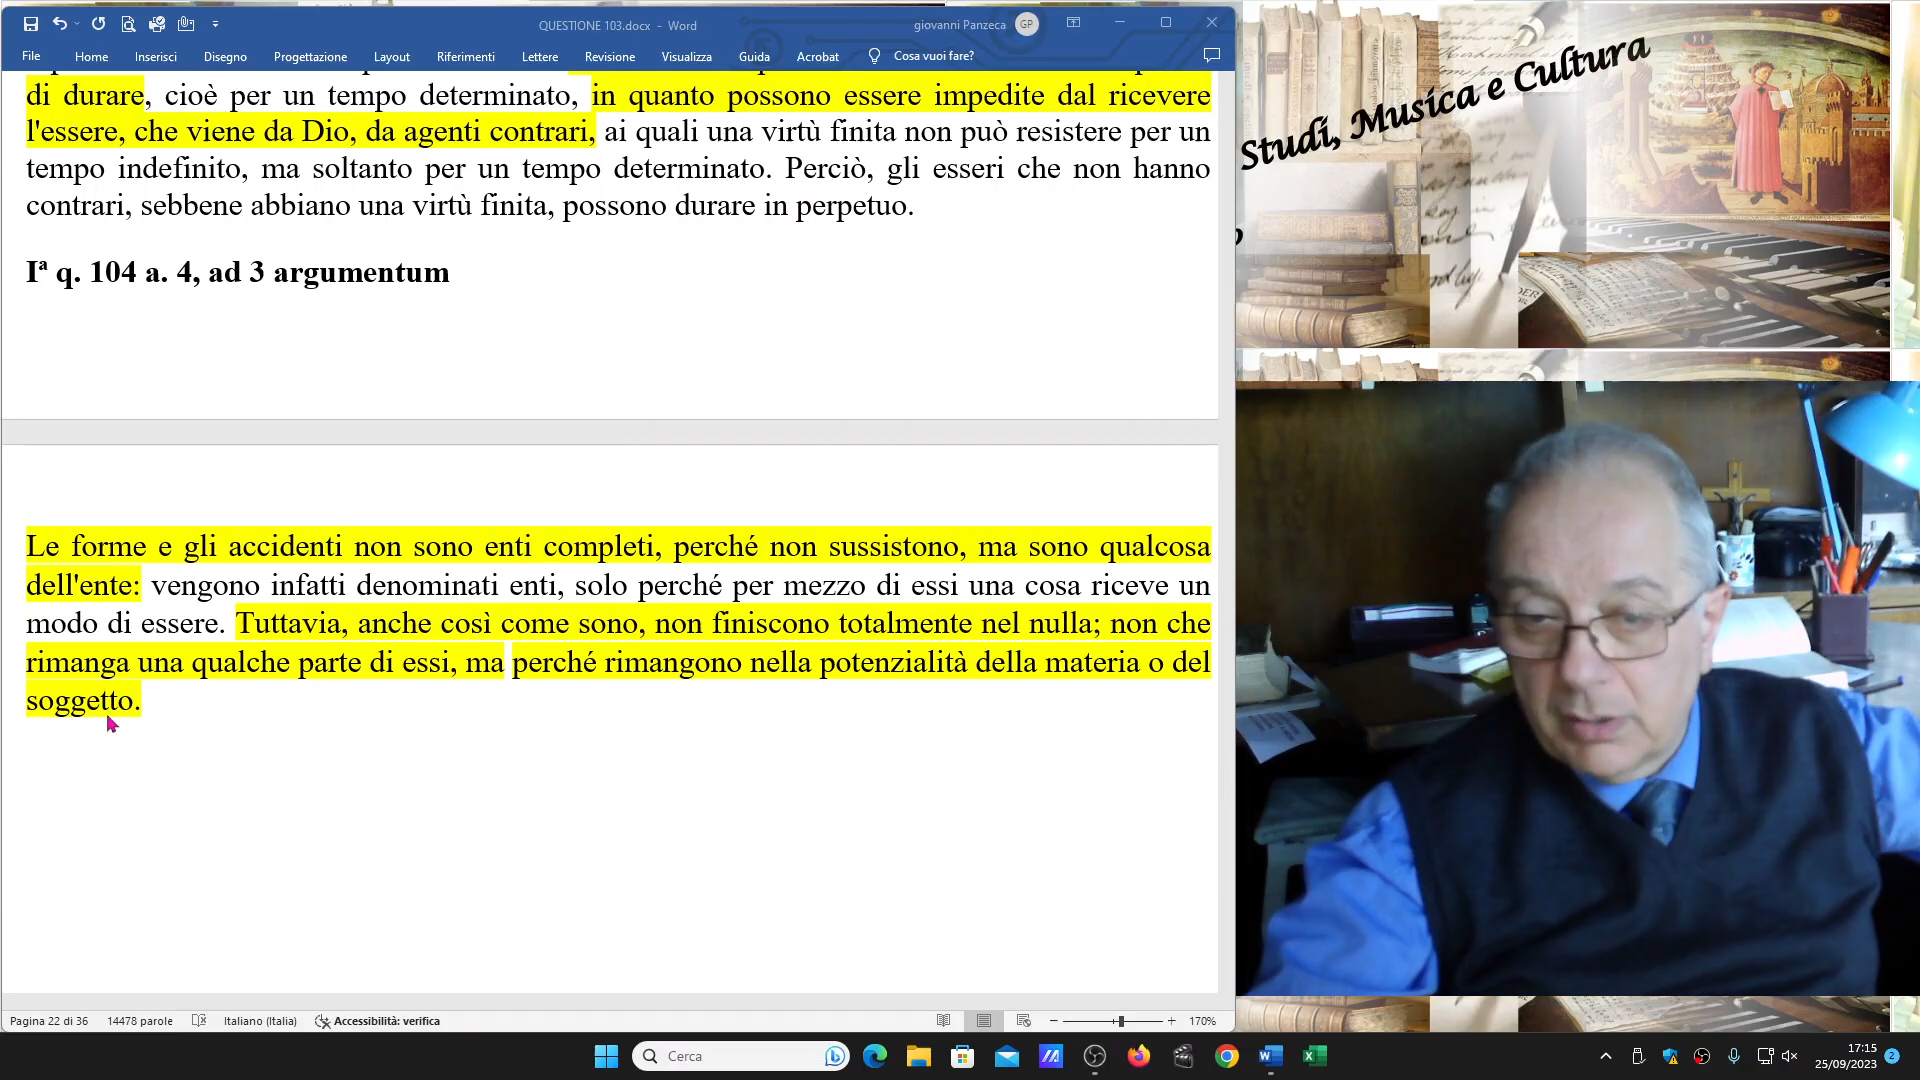 QUESTIONE 103.docx - Word
giovanni Panzeca GP
File Home Inserisci Disegno Progettazione Layout Riferimenti Lettere Revisione Visualizza Guida Acrobat Cosa vuoi fare?
di durare, cioè per un tempo determinato, in quanto possono essere impedite dal ricevere
l'essere, che viene da Dio, da agenti contrari, ai quali una virtù finita non può resistere per un
tempo indefinito, ma soltanto per un tempo determinato. Perciò, gli esseri che non hanno
contrari, sebbene abbiano una virtù finita, possono durare in perpetuo.
Iª q. 104 a. 4, ad 3 argumentum
Le forme e gli accidenti non sono enti completi, perché non sussistono, ma sono qualcosa
dell'ente: vengono infatti denominati enti, solo perché per mezzo di essi una cosa riceve un
modo di essere. Tuttavia, anche così come sono, non finiscono totalmente nel nulla; non che
rimanga una qualche parte di essi, ma perché rimangono nella potenzialità della materia o del
soggetto.
Pagina 22 di 36 14478 parole Italiano (Italia) Accessibilità: verifica 170%
Studi, Musica e Cultura
Cerca
17:15
25/09/2023
2